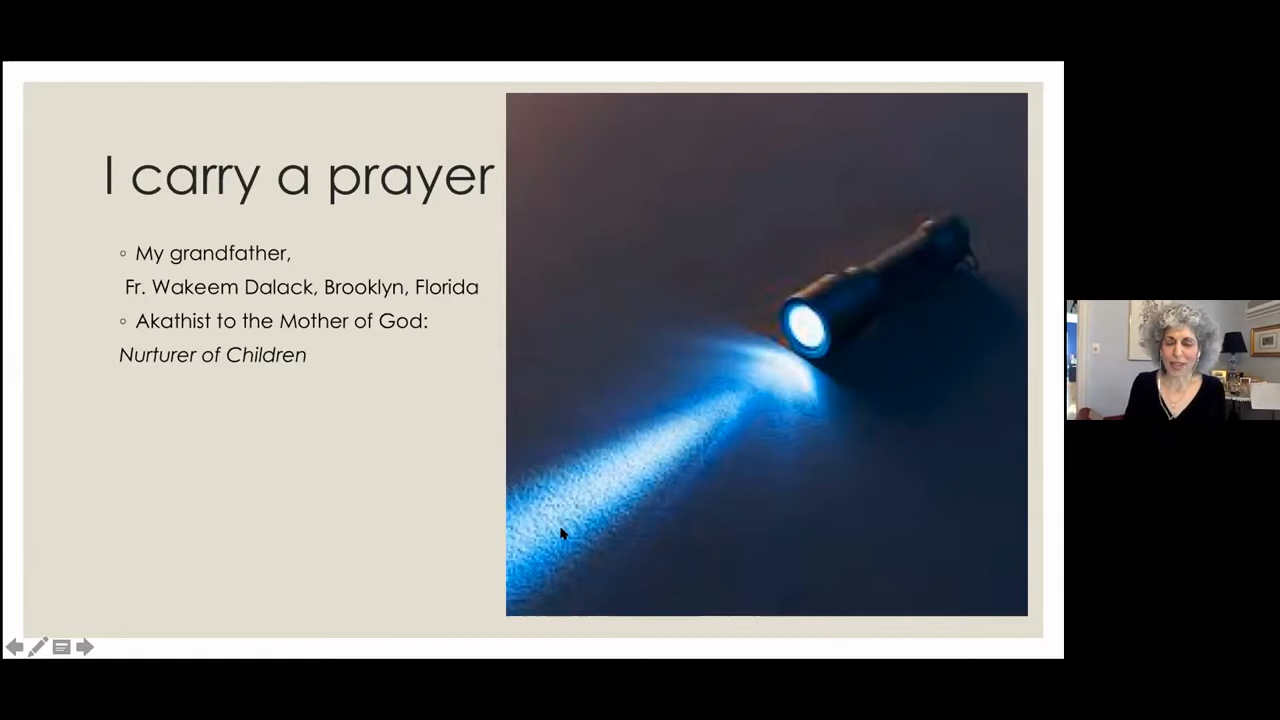 I carry a prayer
◦ My grandfather,
Fr. Wakeem Dalack, Brooklyn, Florida
◦ Akathist to the Mother of God:
Nurturer of Children